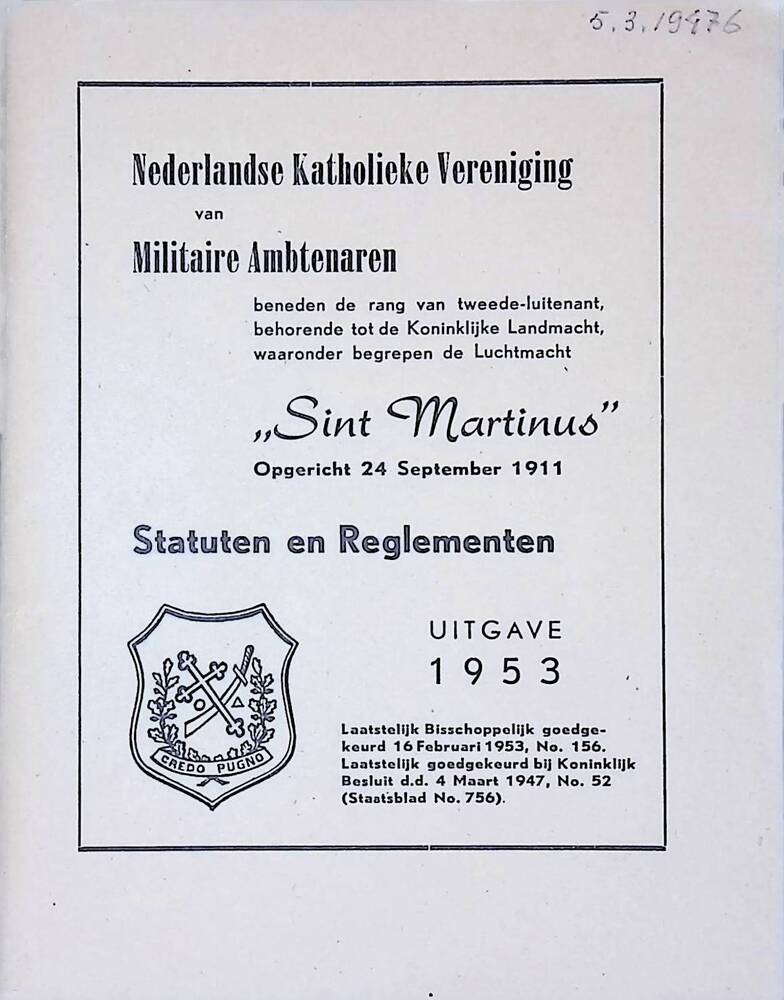 5.3.19476
Nederlandse Katholieke Vereniging
van
Militaire Ambtenaren
beneden de rang van tweede-luitenant,
behorende tot de Koninklijke Landmacht,
waaronder begrepen de Luchtmacht
„Sint Martinus”
Opgericht 24 September 1911
Statuten en Reglementen
UITGAVE
1953
CREDO PUGNO
Laatstelijk Bisschoppelijk goedge-
keurd 16 Februari 1953, No. 156.
Laatstelijk goedgekeurd bij Koninklijk
Besluit d.d. 4 Maart 1947, No. 52
(Staatsblad No. 756).